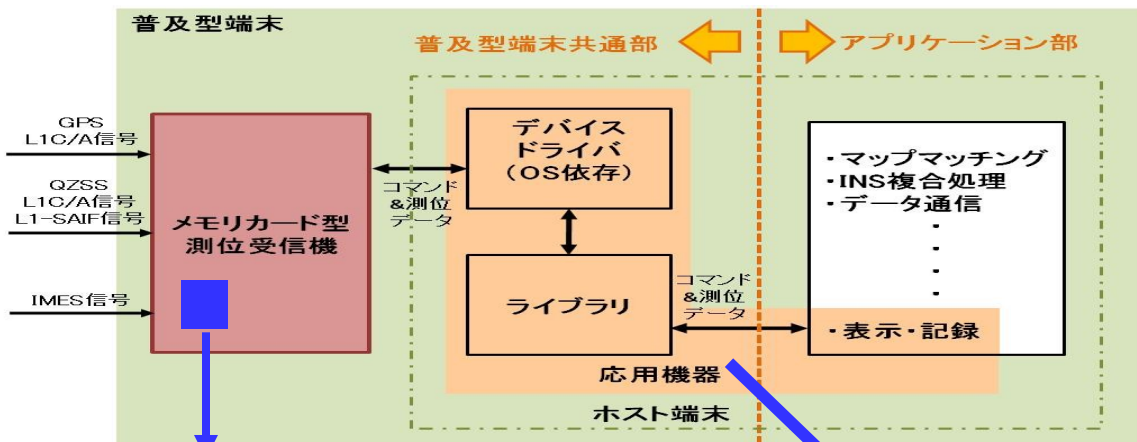 普及型端末
普及型端末共通部
アプリケーション部
GPS
L1C/A信号
QZSS
L1C/A信号
L1-SAIF信号
IMES信号
メモリカード型
測位受信機
コマンド
&測位
データ
デバイス
ドライバ
(OS依存)
ライブラリ
コマンド
&測位
データ
・マップマッチング
・INS複合処理
・データ通信
・
・
・
・
・表示・記録
応用機器
ホスト端末